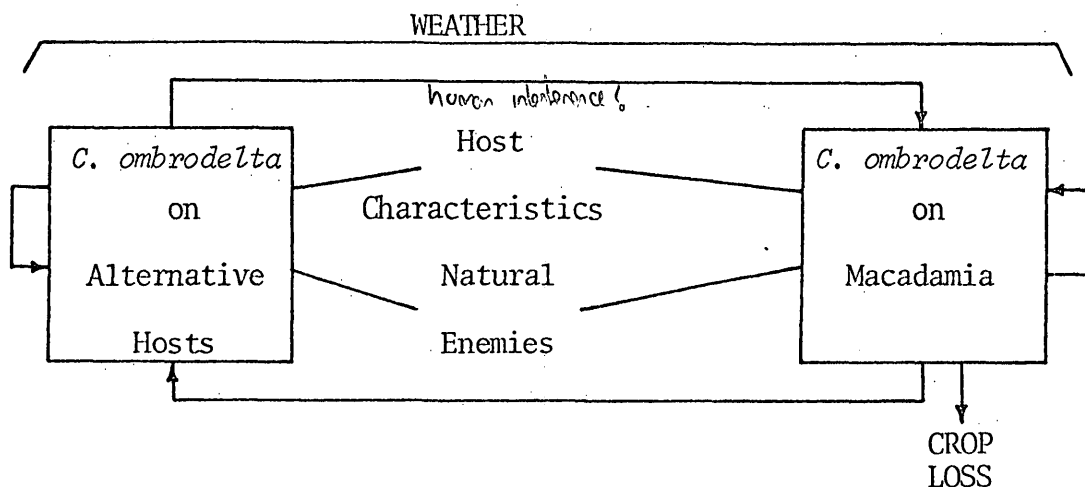 WEATHER
human interference?
C. ombrodelta
on
Alternative
Hosts
Host
Characteristics
Natural
Enemies
C. ombrodelta
on
Macadamia
CROP
LOSS